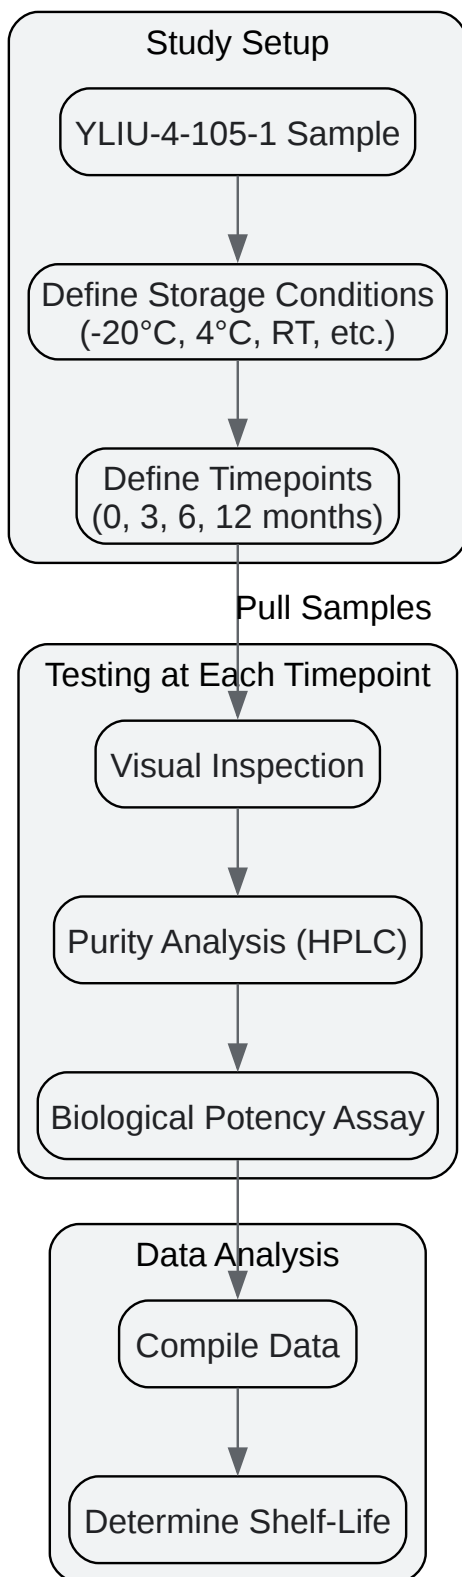 Study Setup
YLIU-4-105-1 Sample
Define Storage Conditions
(-20°C, 4°C, RT, etc.)
Define Timepoints
(0, 3, 6, 12 months)
Pull Samples
Testing at Each Timepoint
Visual Inspection
Purity Analysis (HPLC)
Biological Potency Assay
Data Analysis
Compile Data
Determine Shelf-Life